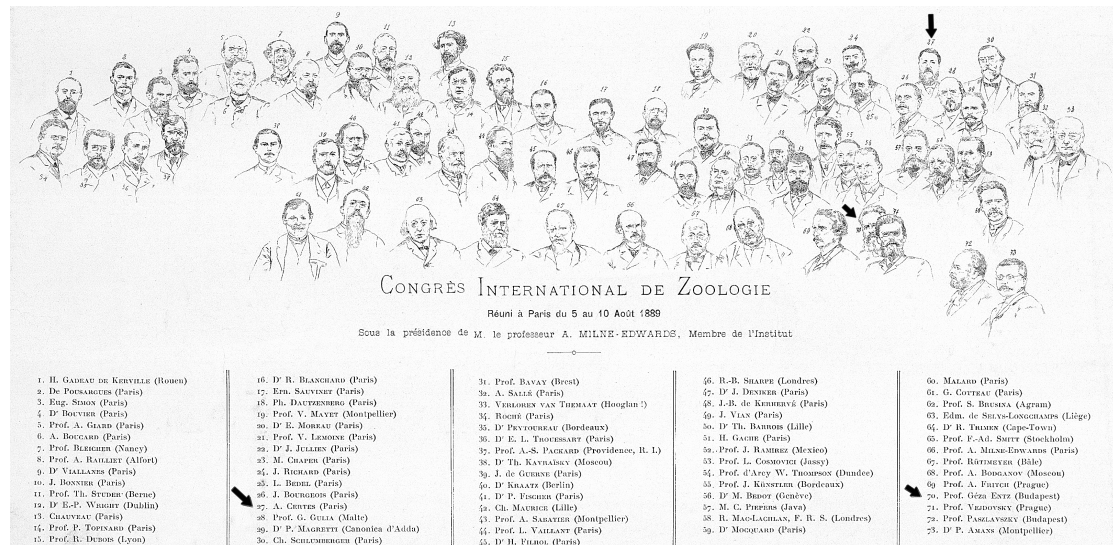 CONGRÈS INTERNATIONAL DE ZOOLOGIE
Réuni à Paris du 5 au 10 Août 1889
Sous la présidence de M. le professeur A. MILNE-EDWARDS, Membre de l'Institut
1. H. GADEAU DE KERVILLE (Rouen)
2. DE POUSARGUES (Paris)
3. Eug. SIMON (Paris)
4. Dr BOUVIER (Paris)
5. Prof. A. GIARD (Paris)
6. A. BOUCARD (Paris)
7. Prof. BLEICHER (Nancy)
8. Prof. A. RAILLIET (Alfort)
9. Dr VIALLANES (Paris)
10. J. BONNIER (Paris)
11. Prof. Th. STUDER (Berne)
12. Dr E.-P. WRIGHT (Dublin)
13. CHAUVEAU (Paris)
14. Prof. P. TOPINARD (Paris)
15. Prof. R. DUBOIS (Lyon)
16. Dr R. BLANCHARD (Paris)
17. Eph. SAUVINET (Paris)
18. Ph. DAUTZENBERG (Paris)
19. Prof. V. MAYET (Montpellier)
20. Dr E. MOREAU (Paris)
21. Prof. V. LEMOINE (Paris)
22. Dr J. JULLIEN (Paris)
23. M. CHAPER (Paris)
24. J. RICHARD (Paris)
25. L. BEDEL (Paris)
26. J. BOURGEOIS (Paris)
27. A. CERTES (Paris)
28. Prof. G. GULIA (Malte)
29. Dr P. MAGRETTI (Canonica d'Adda)
30. Ch. SCHLUMBERGER (Paris)
31. Prof. BAVAY (Brest)
32. A. SALLÉ (Paris)
33. VERLOREN VAN THEMAAT (Hooglan!)
34. ROCHÉ (Paris)
35. Dr PEYTOUREAU (Bordeaux)
36. Dr E. L. TROUESSART (Paris)
37. Prof. A.-S. PACKARD (Providence, R. I.)
38. Dr Th. KAVRAÏSKY (Moscou)
39. J. de GUERNE (Paris)
40. Dr KRAATZ (Berlin)
41. Dr P. FISCHER (Paris)
42. Ch. MAURICE (Lille)
43. Prof. A. SABATIER (Montpellier)
44. Prof. L. VAILLANT (Paris)
45. Dr H. FILHOL (Paris)
46. R.-B. SHARPE (Londres)
47. Dr J. DENIKER (Paris)
48. J.-B. DE KERHERVÉ (Paris)
49. J. VIAN (Paris)
50. Dr Th. BARROIS (Lille)
51. H. GACHE (Paris)
52. Prof. J. RAMIREZ (Mexico)
53. Prof. L. COSMOVICI (Jassy)
54. Prof. d'Arcy W. THOMPSON (Dundee)
55. Prof. J. KÜNSTLER (Bordeaux)
56. Dr M. BEDOT (Genève)
57. M. C. PIEPERS (Java)
58. R. MAC-LACHLAN, F. R. S. (Londres)
59. Dr MOCQUARD (Paris)
60. MALARD (Paris)
61. G. COTTEAU (Paris)
62. Prof. S. BRUSINA (Agram)
63. Edm. de SELYS-LONGCHAMPS (Liège)
64. Dr R. TRIMEN (Cape-Town)
65. Prof. F.-Ad. SMITT (Stockholm)
66. Prof. A. MILNE-EDWARDS (Paris)
67. Prof. RÜTIMEYER (Bâle)
68. Prof. A. BODGANOV (Moscou)
69 Prof. A. FRITCH (Prague)
70. Prof. Géza ENTZ (Budapest)
71. Prof. VEJDOVSKY (Prague)
72. Prof. PASZLAVSZKY (Budapest)
73. Dr P. AMANS (Montpellier)